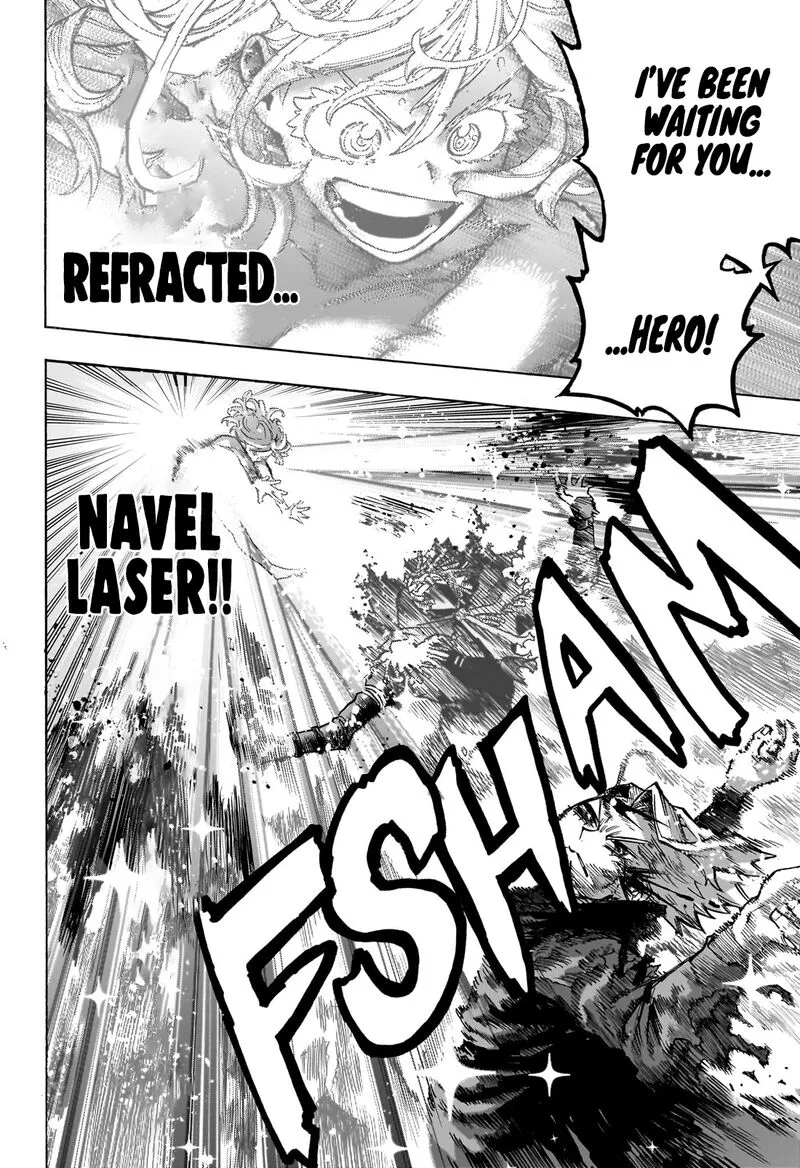 I'VE BEEN
WAITING
FOR YOU...
...HERO!
REFRACTED...
NAVEL
LASER!!
FSHAM